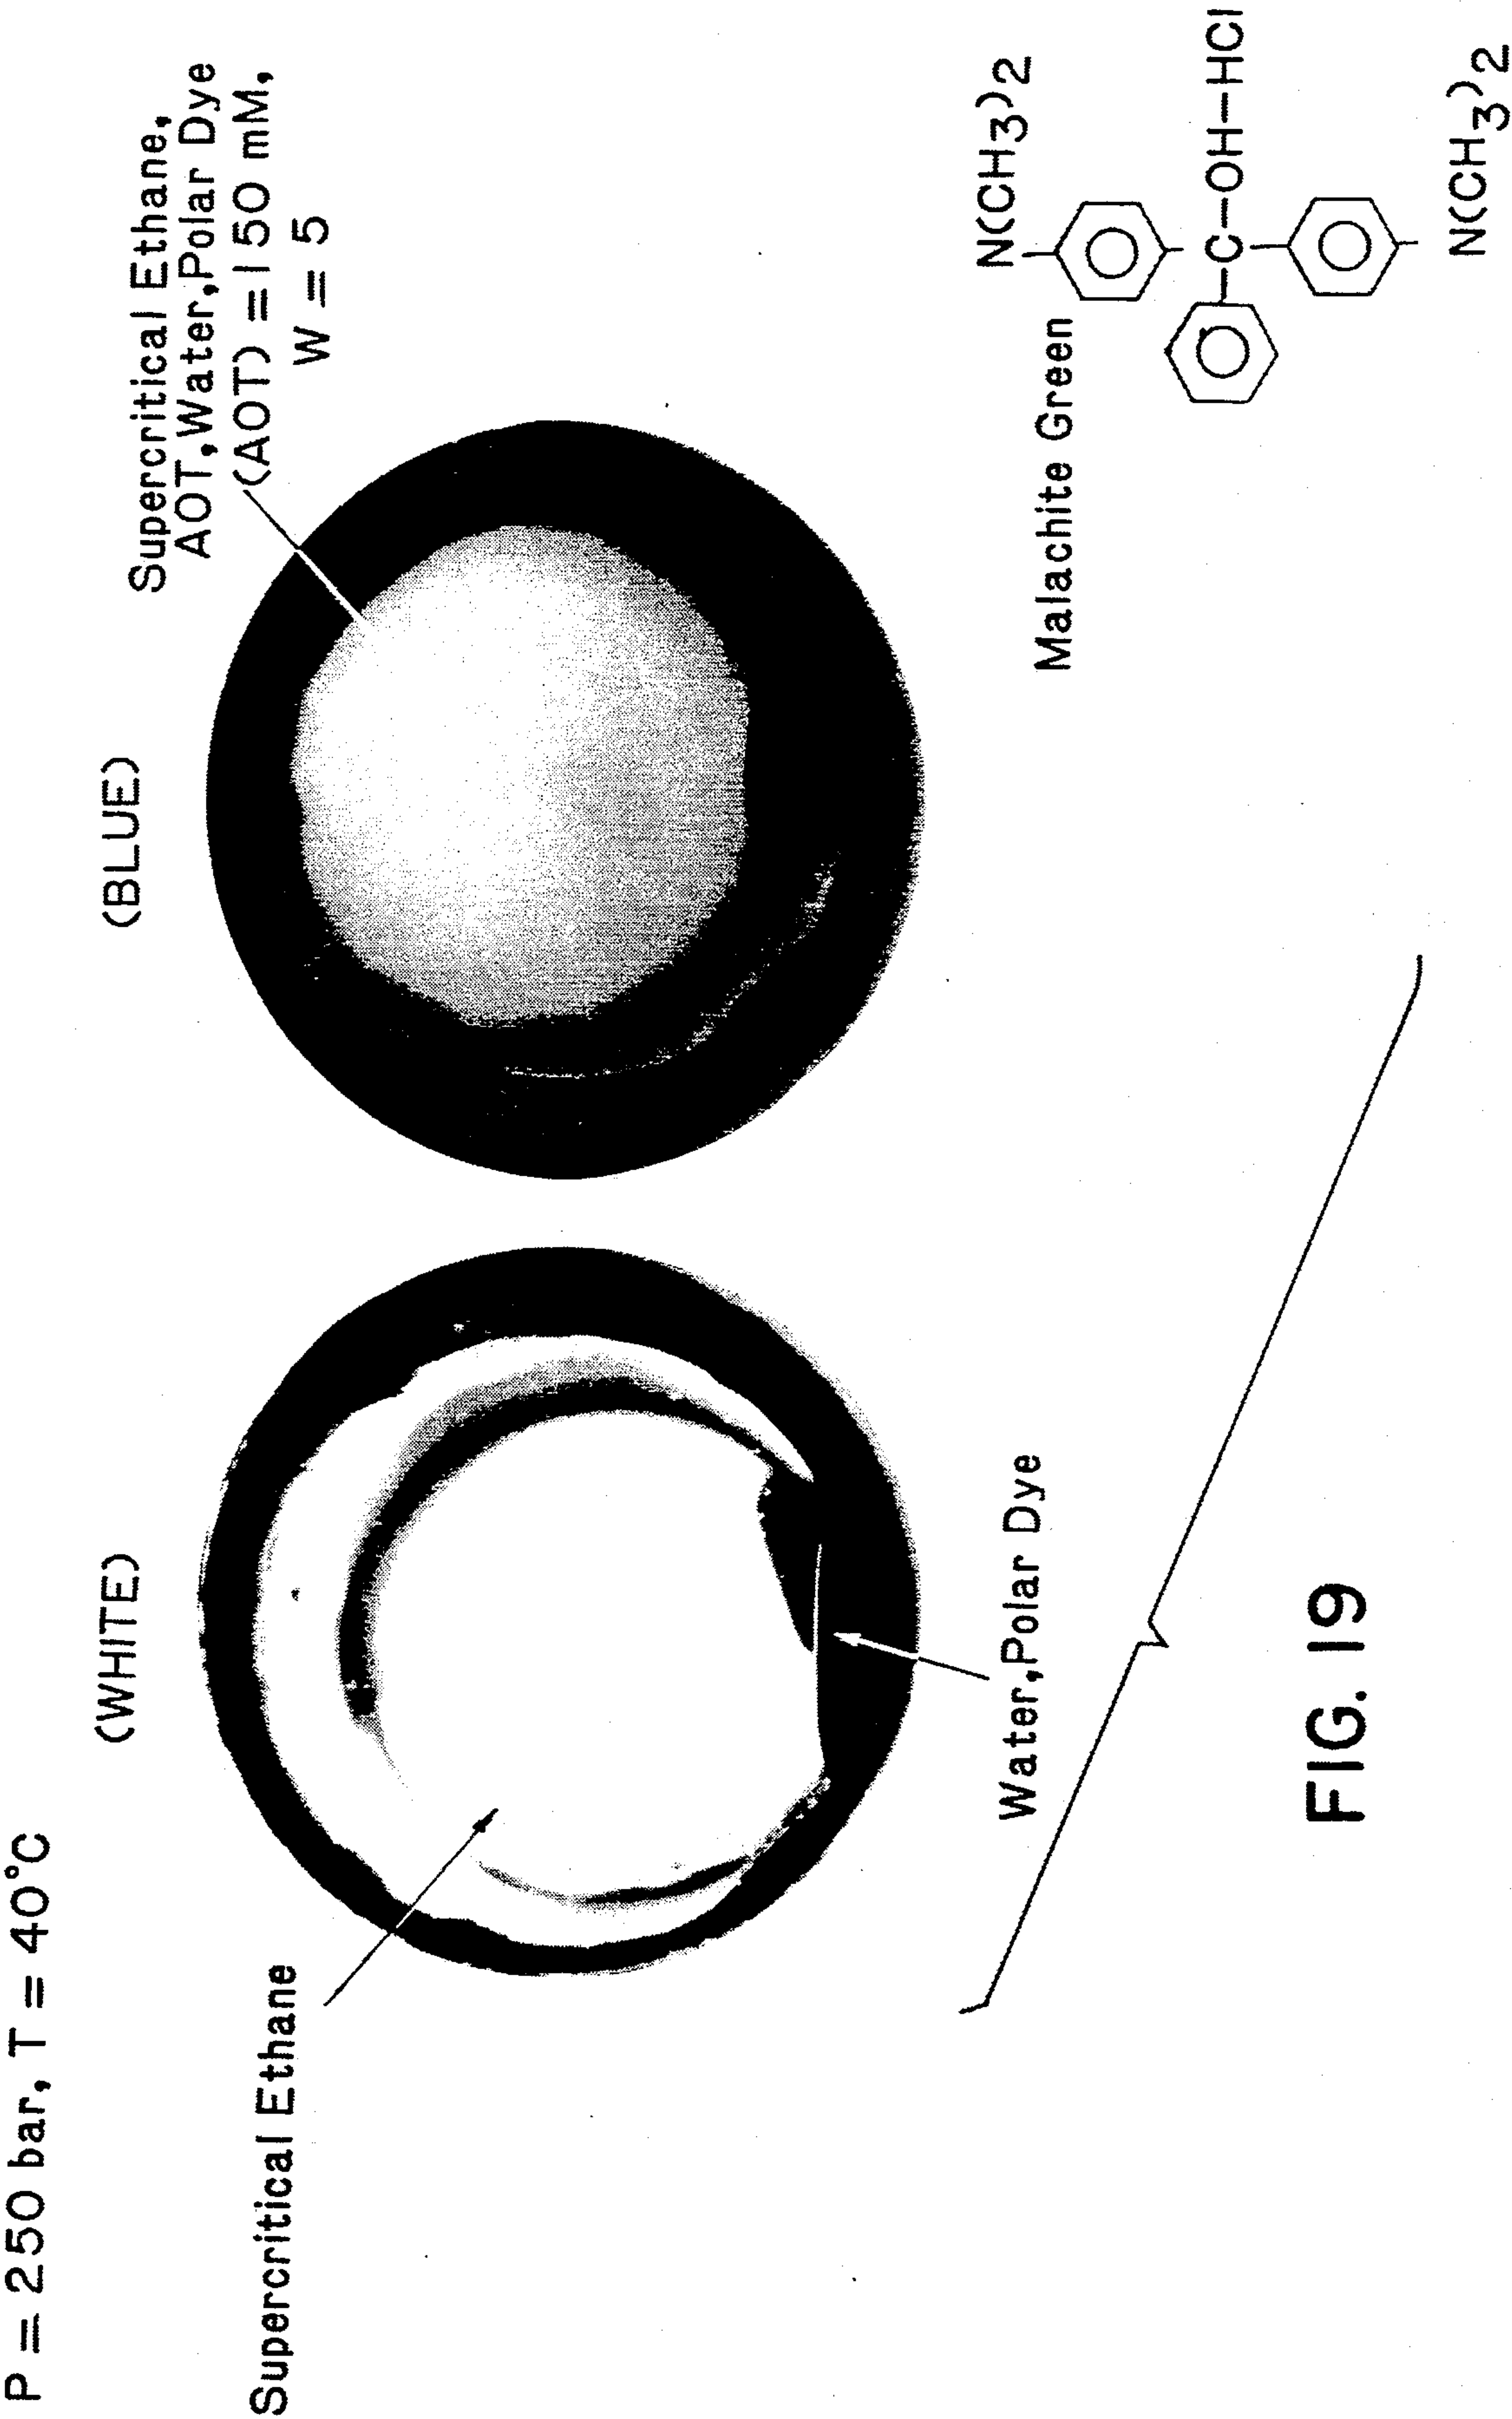 P = 250 bar, T = 40°C
(WHITE)
(BLUE)
Supercritical Ethane
Supercritical Ethane,
AOT, Water, Polar Dye
(AOT) = 150 mM,
W = 5
Water, Polar Dye
Malachite Green
N(CH3)2
C-OH-HCl
N(CH3)2
FIG. 19